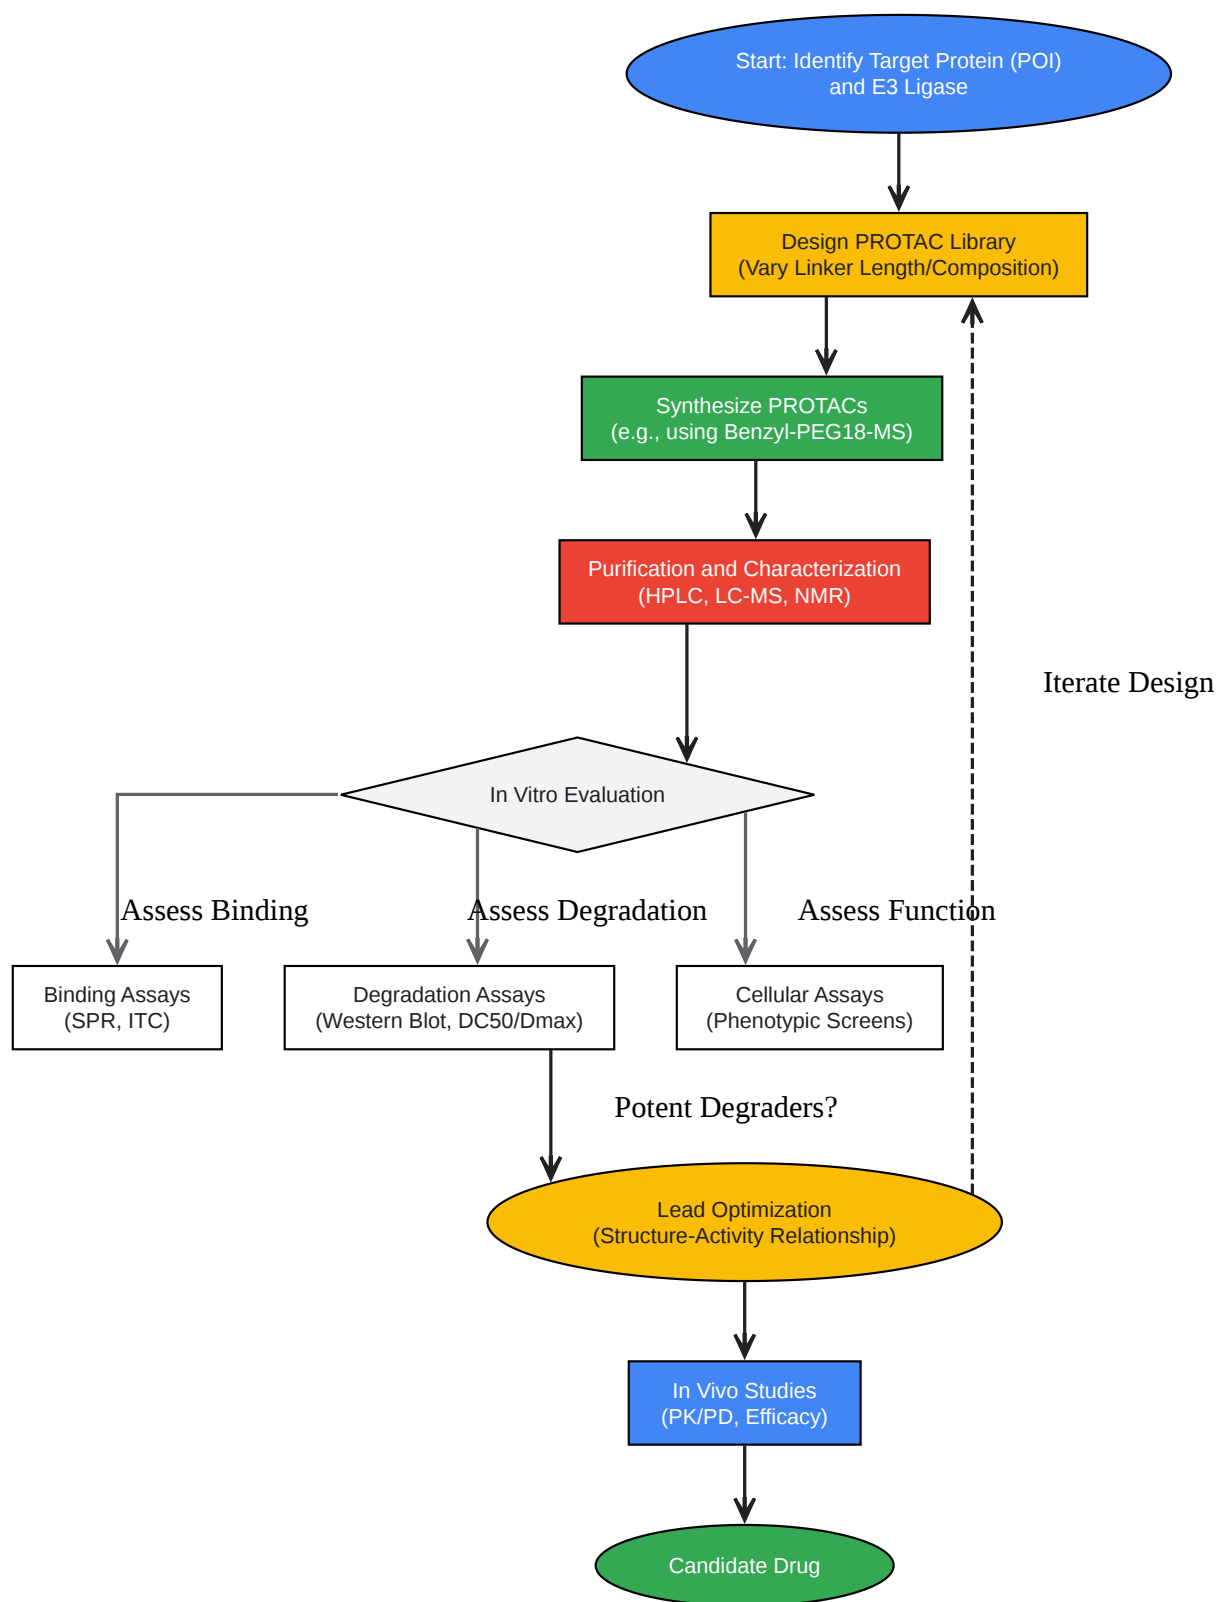 Start: Identify Target Protein (POI)
and E3 Ligase
Design PROTAC Library
(Vary Linker Length/Composition)
Synthesize PROTACs
(e.g., using Benzyl-PEG18-MS)
Purification and Characterization
(HPLC, LC-MS, NMR)
Iterate Design
In Vitro Evaluation
Assess Binding
Assess Degradation
Assess Function
Binding Assays
(SPR, ITC)
Degradation Assays
(Western Blot, DC50/Dmax)
Cellular Assays
(Phenotypic Screens)
Potent Degraders?
Lead Optimization
(Structure-Activity Relationship)
In Vivo Studies
(PK/PD, Efficacy)
Candidate Drug